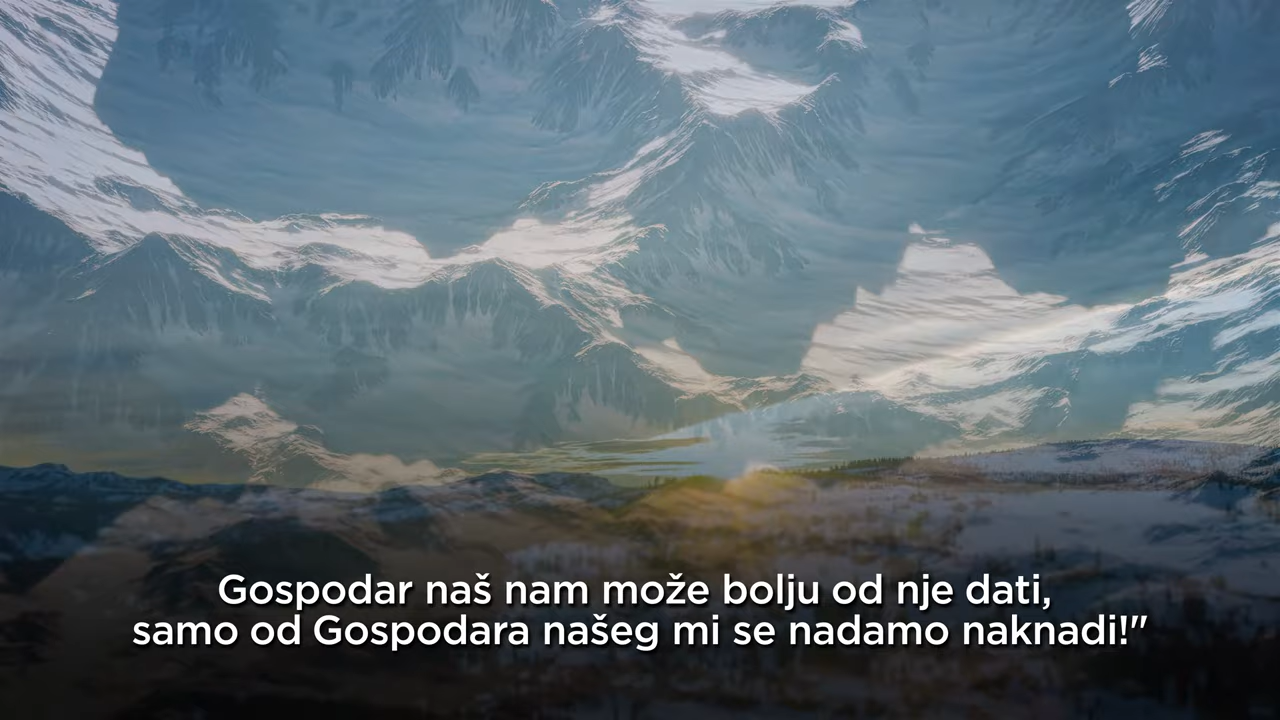 Gospodar naš nam može bolju od nje dati,
samo od Gospodara našeg mi se nadamo naknadi!"